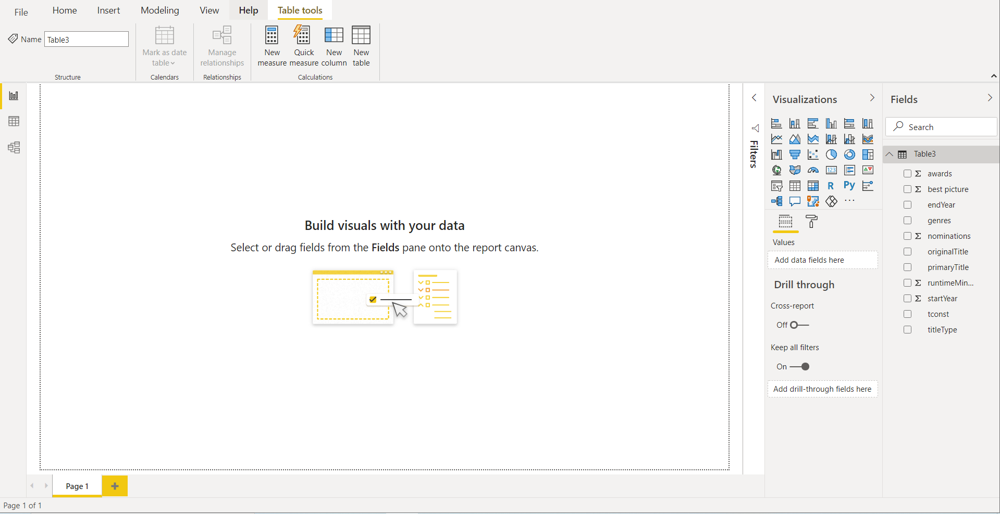 File
Home
Insert
Modeling
View
Help
Table tools
Name
Table3
Structure
Mark as date
table
Calendars
Manage
relationships
Relationships
New
measure
Quick
measure
New
column
New
table
Calculations
Build visuals with your data
Select or drag fields from the Fields pane onto the report canvas.
Filters
Visualizations
123
R
Py
...
Values
Add data fields here
Drill through
Cross-report
Off
Keep all filters
On
Add drill-through fields here
Fields
Search
Table3
Σ awards
Σ best picture
endYear
genres
Σ nominations
originalTitle
primaryTitle
Σ runtimeMin...
Σ startYear
tconst
titleType
Page 1
Page 1 of 1